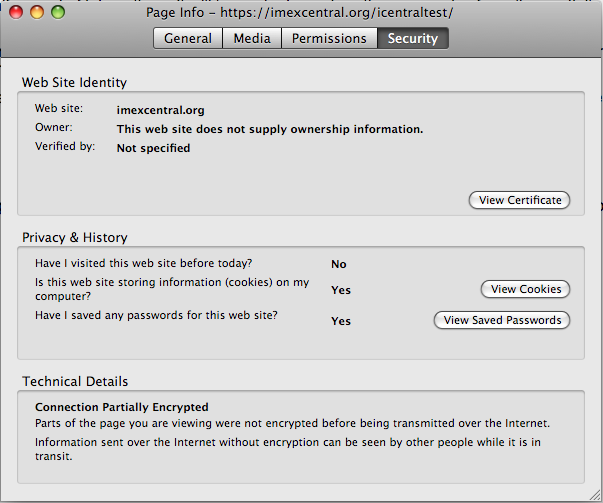 Page Info – https://imexcentral.org/icentraltest/
General Media Permissions Security
Web Site Identity
Web site: imexcentral.org
Owner: This web site does not supply ownership information.
Verified by: Not specified
View Certificate
Privacy & History
Have I visited this web site before today? No
Is this web site storing information (cookies) on my
computer? Yes View Cookies
Have I saved any passwords for this web site? Yes View Saved Passwords
Technical Details
Connection Partially Encrypted
Parts of the page you are viewing were not encrypted before being transmitted over the Internet.
Information sent over the Internet without encryption can be seen by other people while it is in
transit.